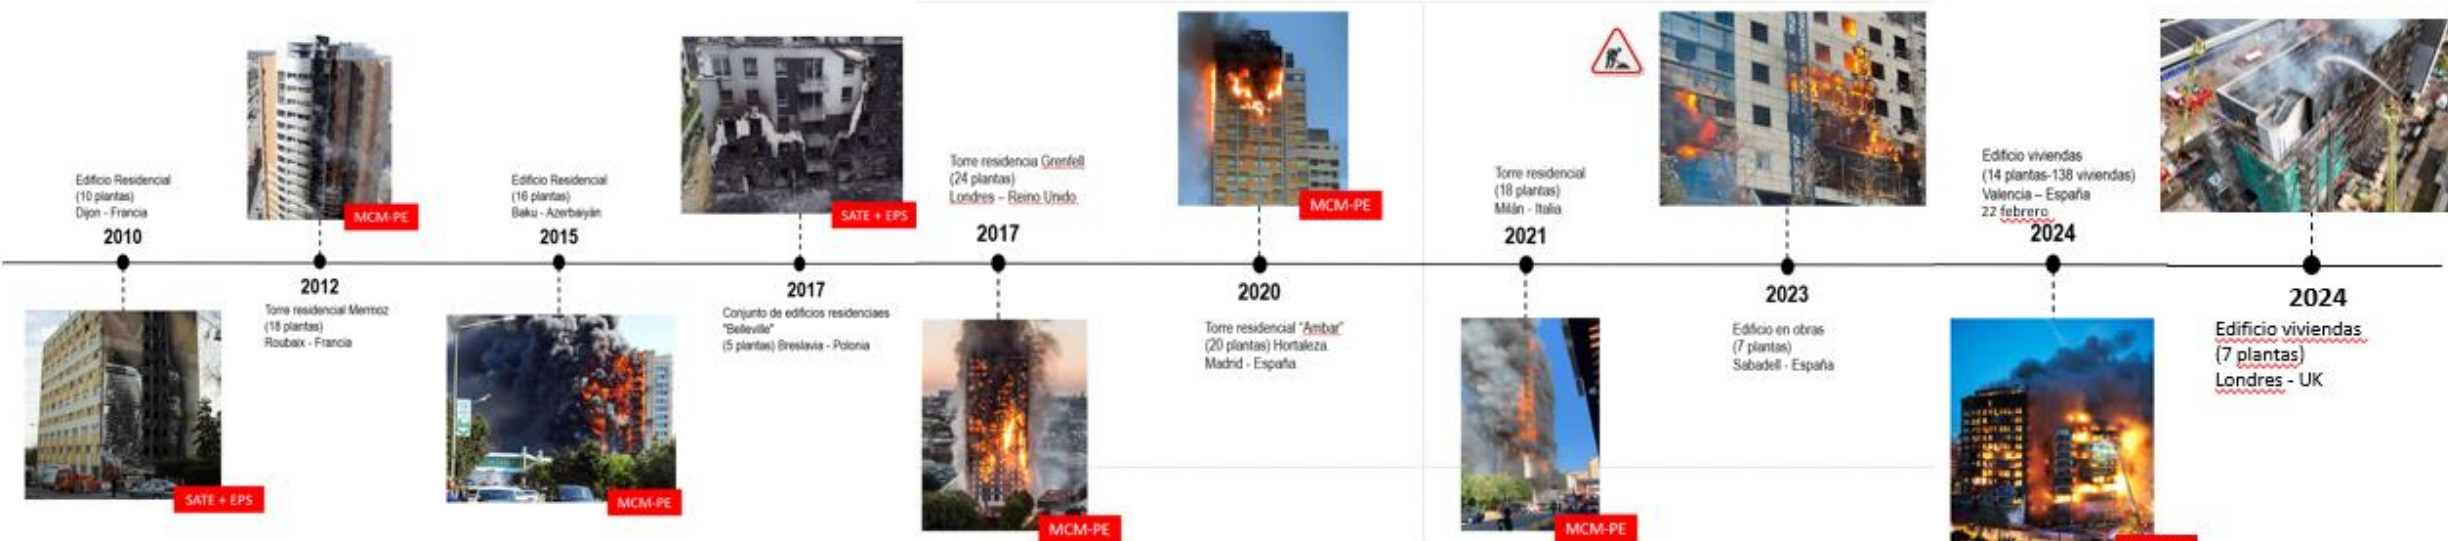 Edificio Residencial
(10 plantas)
Dijon - Francia
2010
SATE + EPS
MCM-PE
2012
Torre residencial Mermoz
(18 plantas)
Roubaix - Francia
Edificio Residencial
(16 plantas)
Baku - Azerbaiyán
2015
MCM-PE
SATE + EPS
2017
Conjunto de edificios residenciaes
"Belleville"
(5 plantas) Breslavia - Polonia
Torre residencia Grenfell
(24 plantas)
Londres – Reino Unido
2017
MCM-PE
MCM-PE
2020
Torre residencial "Ambar"
(20 plantas) Hortaleza.
Madrid - España
Torre residencial
(18 plantas)
Milán - Italia
2021
MCM-PE
2023
Edificio en obras
(7 plantas)
Sabadell - España
Edificio viviendas
(14 plantas-138 viviendas)
Valencia – España
22 febrero
2024
2024
Edificio viviendas
(7 plantas)
Londres - UK